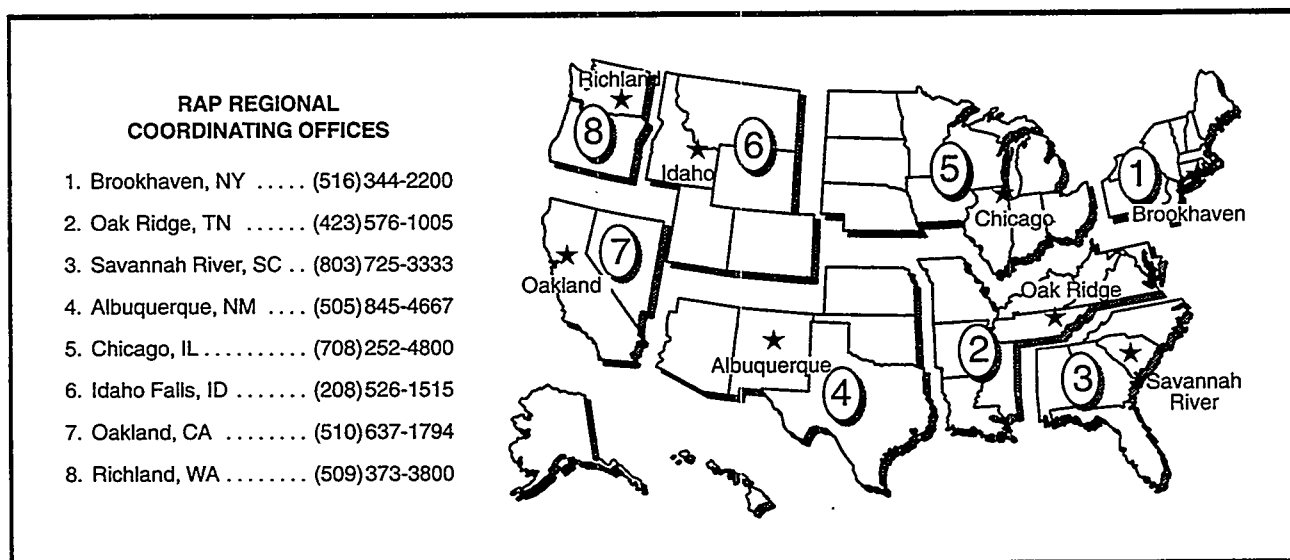 RAP REGIONAL
COORDINATING OFFICES
1. Brookhaven, NY ..... (516)344-2200
2. Oak Ridge, TN ...... (423)576-1005
3. Savannah River, SC .. (803)725-3333
4. Albuquerque, NM .... (505)845-4667
5. Chicago, IL.......... (708)252-4800
6. Idaho Falls, ID ....... (208)526-1515
7. Oakland, CA ........ (510)637-1794
8. Richland, WA ........ (509)373-3800
Richland
8
Idaho
6
5
Chicago
1
Brookhaven
7
Oakland
Oak Ridge
2
Albuquerque
4
3
Savannah
River